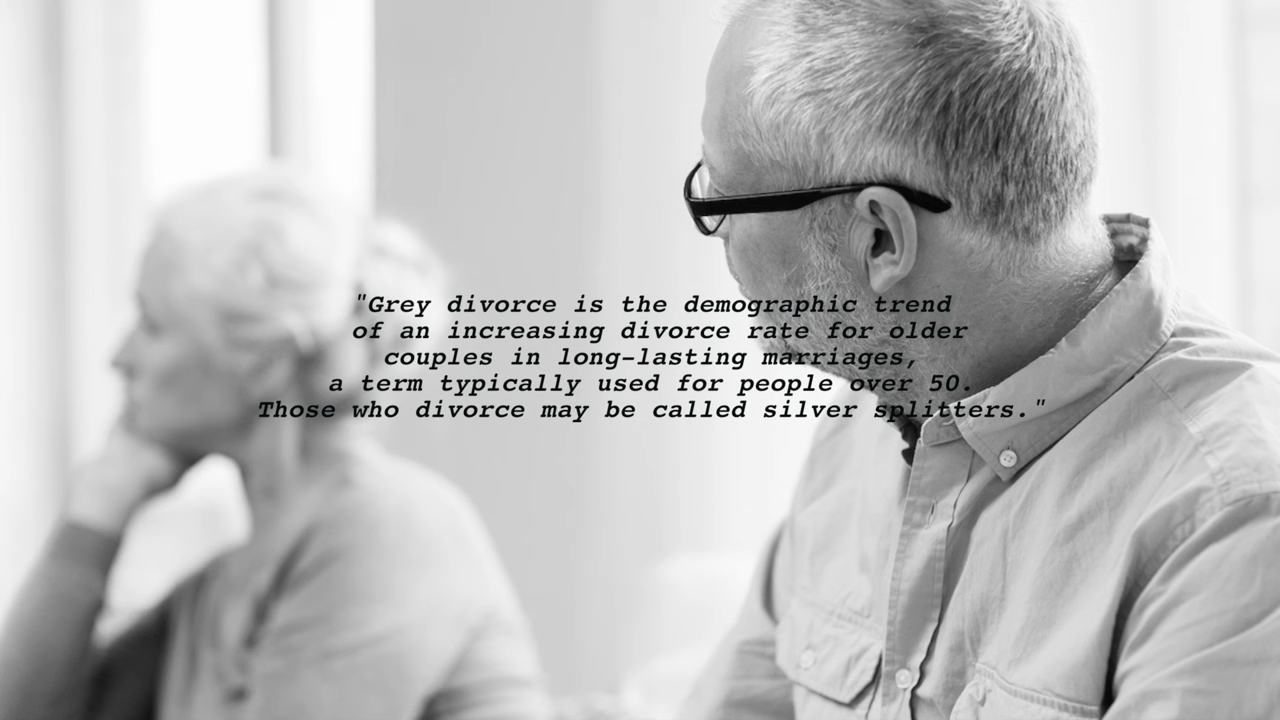 "Grey divorce is the demographic trend
of an increasing divorce rate for older
couples in long-lasting marriages,
a term typically used for people over 50.
Those who divorce may be called silver splitters."